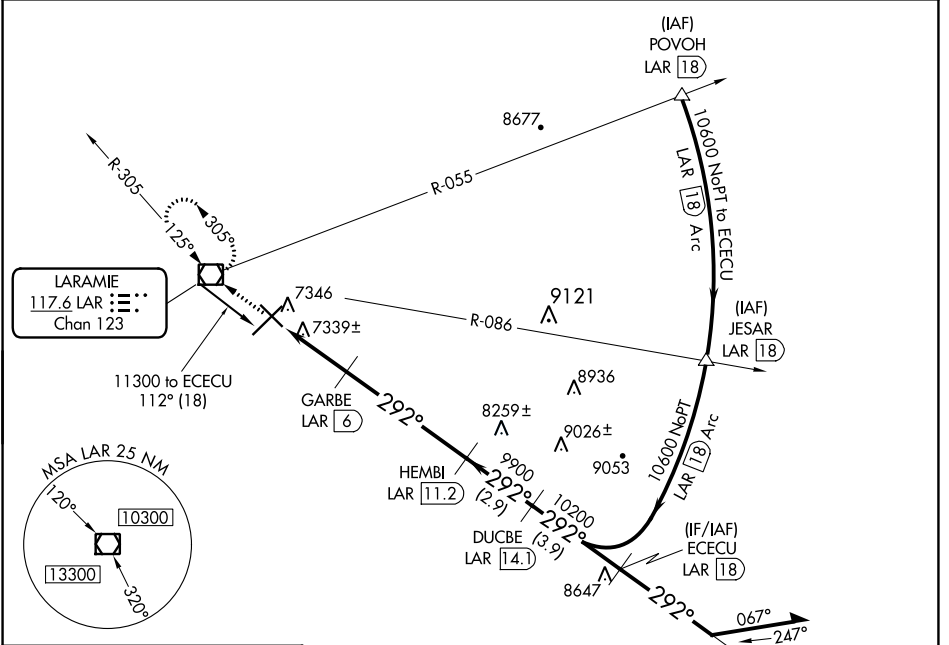 (IAF)
POVOH
LAR 18
8677
10600 NoPT to ECECU
LAR 18 Arc
R-305
R-055
305°
125°
LARAMIE
117.6 LAR
Chan 123
7346
7339±
R-086
9121
(IAF)
JESAR
LAR 18
11300 to ECECU
112° (18)
GARBE
LAR 6
292°
8936
8259±
9026±
9053
10600 NoPT
LAR 18 Arc
HEMBI
LAR 11.2
9900
292°
(2.9)
DUCBE
LAR 14.1
10200
292°
(3.9)
(IF/IAF)
ECECU
LAR 18
8647
292°
067°
247°
MSA LAR 25 NM
120°
10300
13300
320°